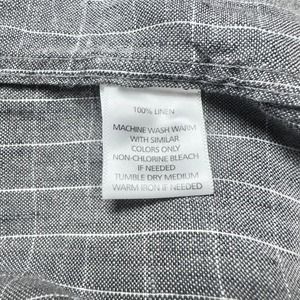 100% LINEN
MACHINE WASH WARM
WITH SIMILAR
COLORS ONLY
NON-CHLORINE BLEACH
IF NEEDED
TUMBLE DRY MEDIUM
WARM IRON IF NEEDED